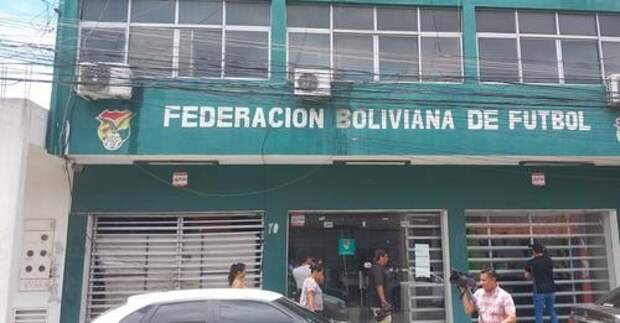 FEDERACION BOLIVIANA DE FUTBOL
70